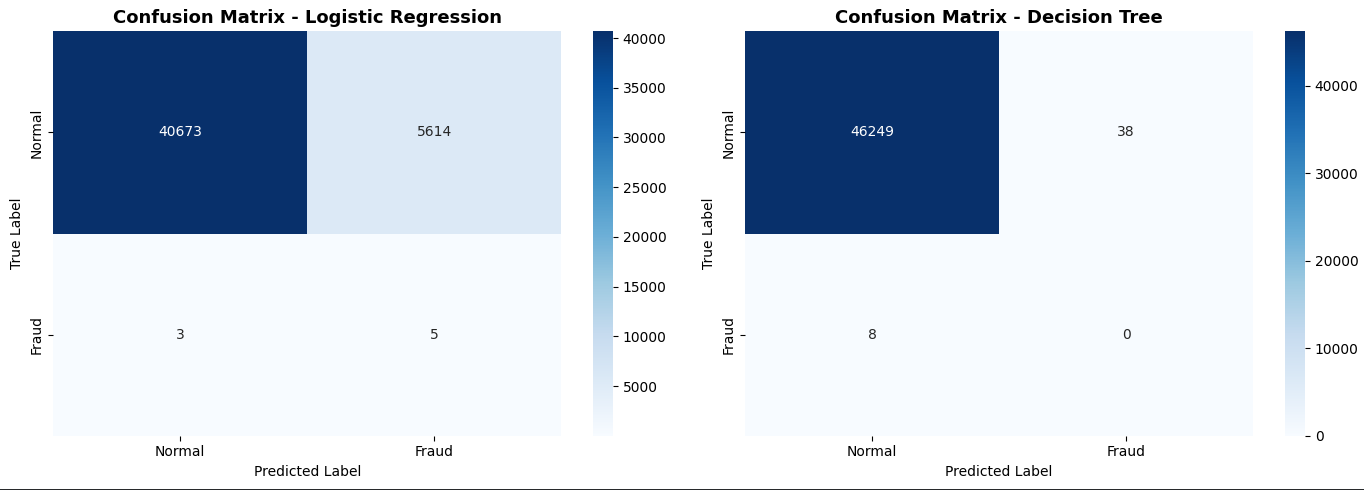 Confusion Matrix - Logistic Regression
True Label
Normal
Fraud
40673
5614
3
5
Normal
Fraud
Predicted Label
40000
35000
30000
25000
20000
15000
10000
5000
Confusion Matrix - Decision Tree
True Label
Normal
Fraud
46249
38
8
0
Normal
Fraud
Predicted Label
40000
30000
20000
10000
0